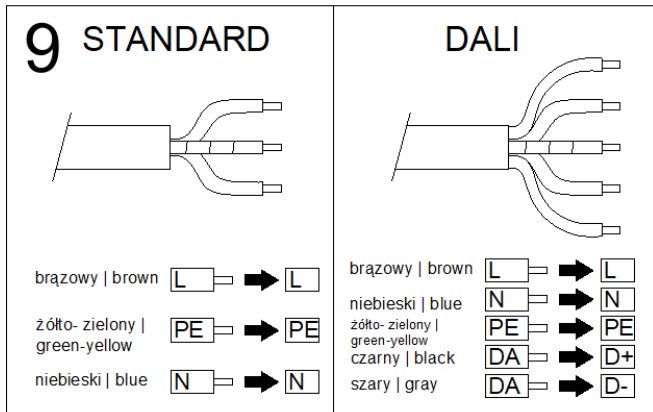 9 STANDARD
brązowy | brown L L
żółto- zielony |
green-yellow PE PE
niebieski | blue N N
DALI
brązowy | brown L L
niebieski | blue N N
żółto- zielony |
green-yellow PE PE
czarny | black DA D+
szary | gray DA D-